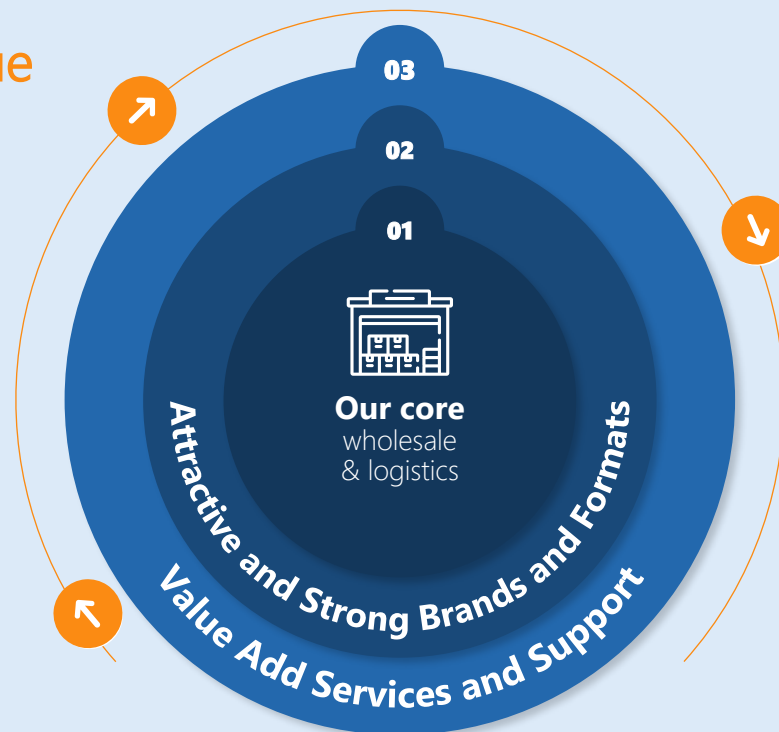 03
02
01
Our core
wholesale
& logistics
Attractive and Strong Brands and Formats
Value Add Services and Support